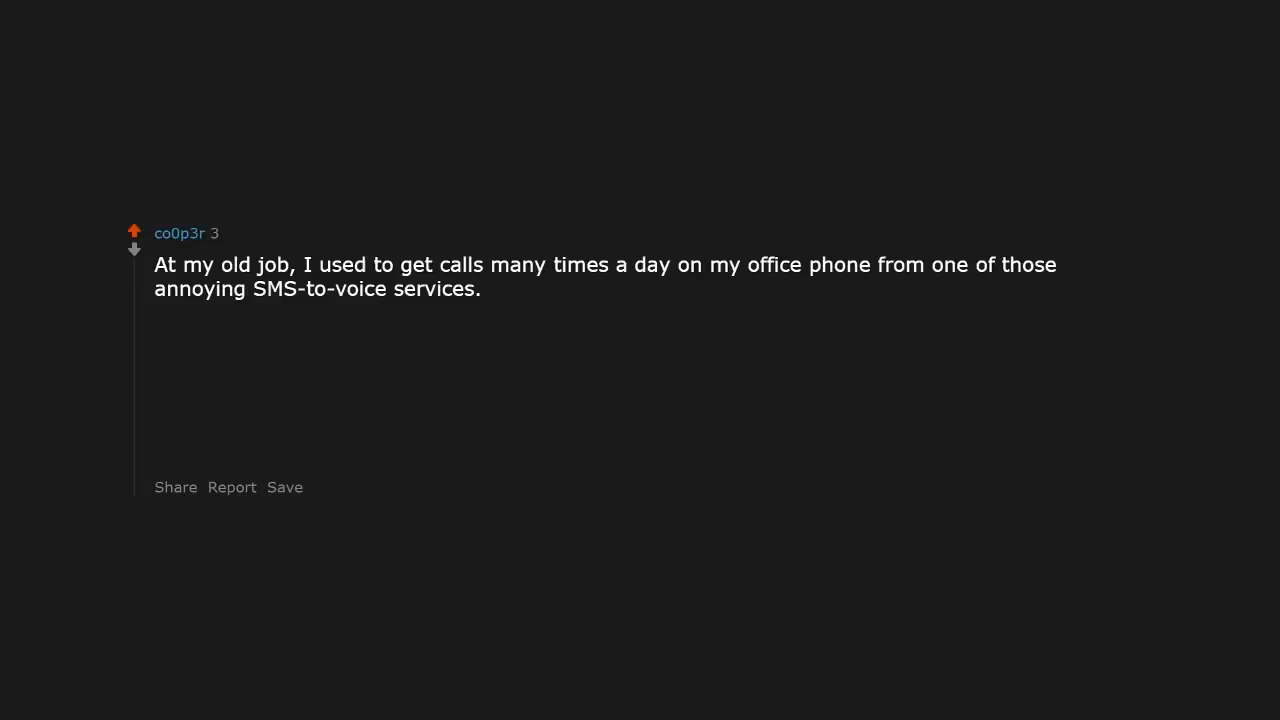 co0p3r 3
At my old job, I used to get calls many times a day on my office phone from one of those
annoying SMS-to-voice services.
Share Report Save